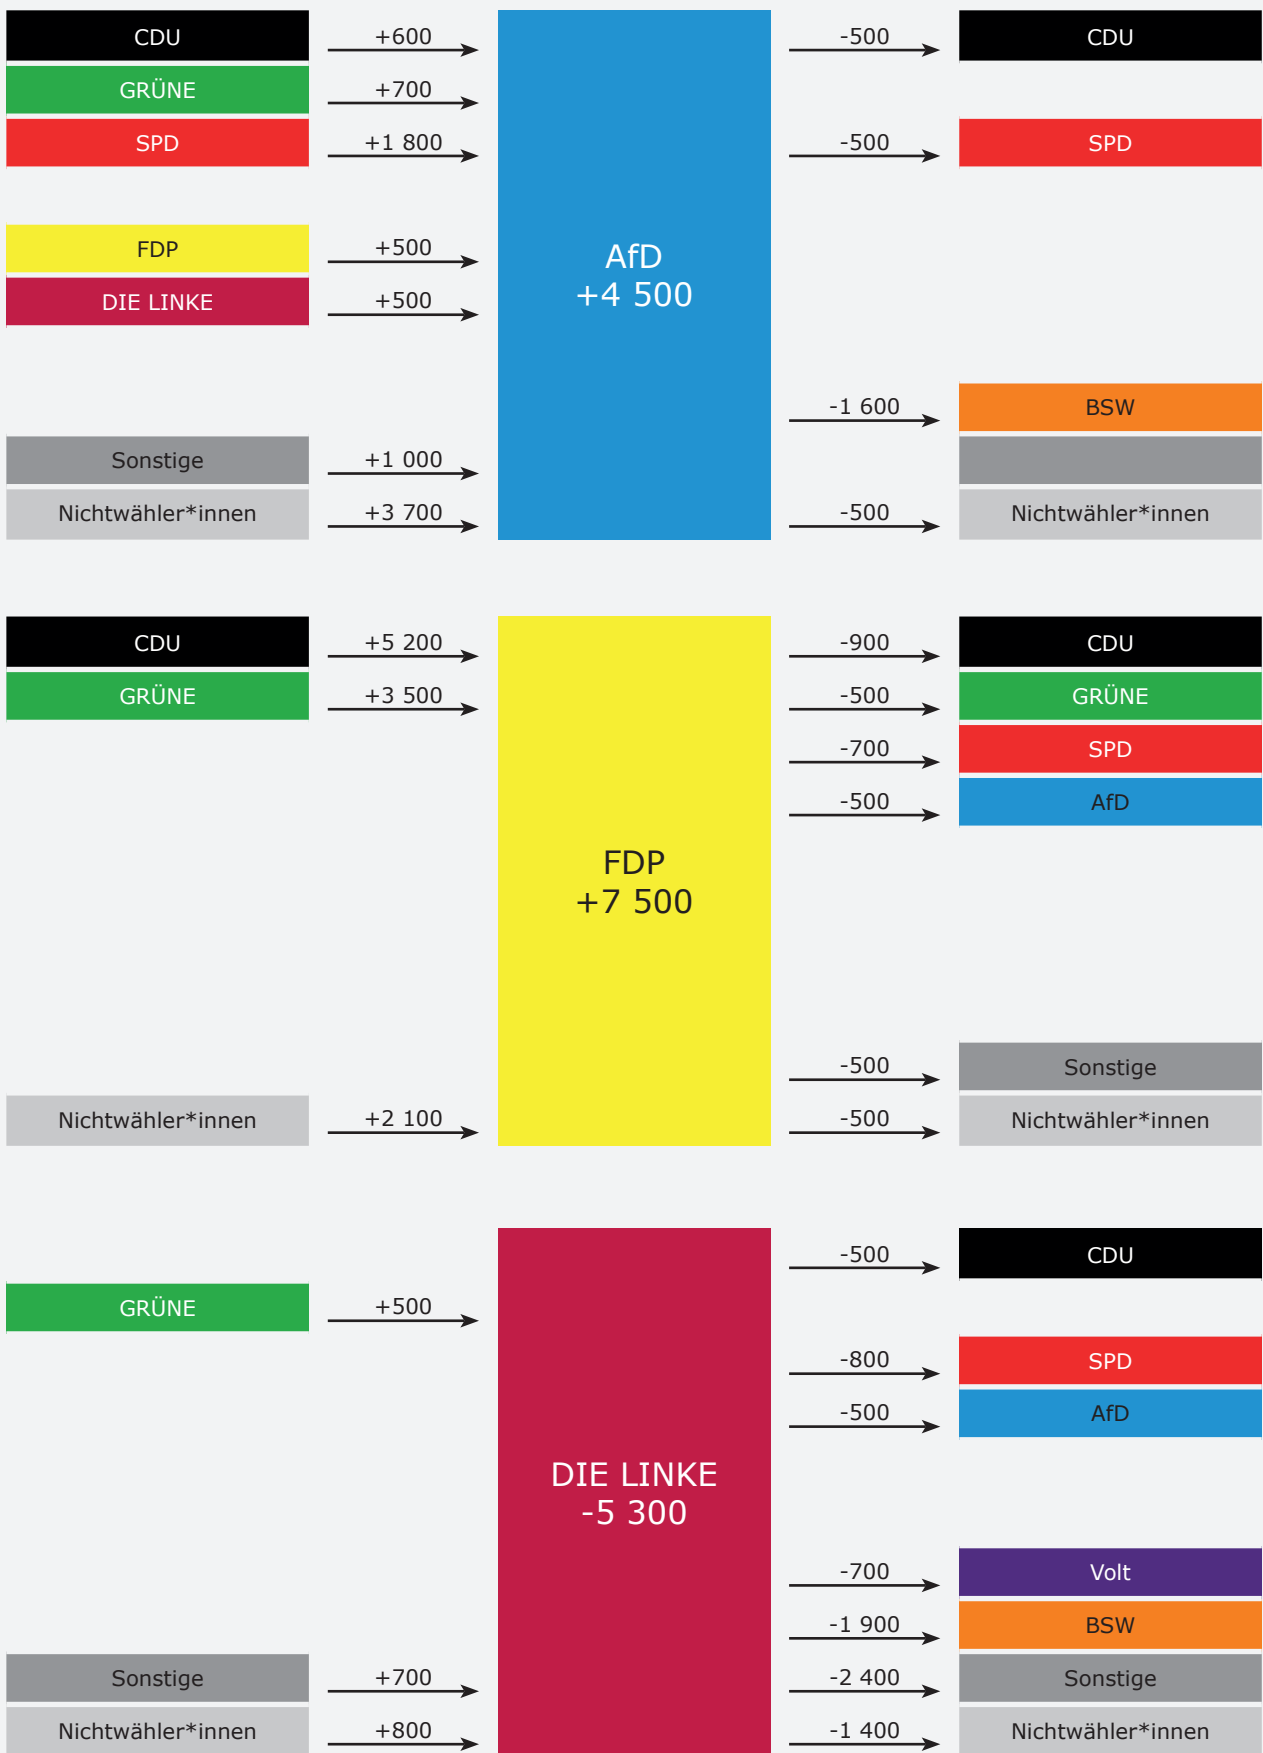 CDU +600 -500 CDU
GRÜNE +700
SPD +1 800 -500 SPD
FDP +500
AfD
+4 500
DIE LINKE +500
-1 600 BSW
Sonstige +1 000
Nichtwähler*innen +3 700 -500 Nichtwähler*innen
CDU +5 200 -900 CDU
GRÜNE +3 500 -500 GRÜNE
-700 SPD
-500 AfD
FDP
+7 500
-500 Sonstige
Nichtwähler*innen +2 100 -500 Nichtwähler*innen
-500 CDU
GRÜNE +500
-800 SPD
-500 AfD
DIE LINKE
-5 300
-700 Volt
-1 900 BSW
Sonstige +700 -2 400 Sonstige
Nichtwähler*innen +800 -1 400 Nichtwähler*innen